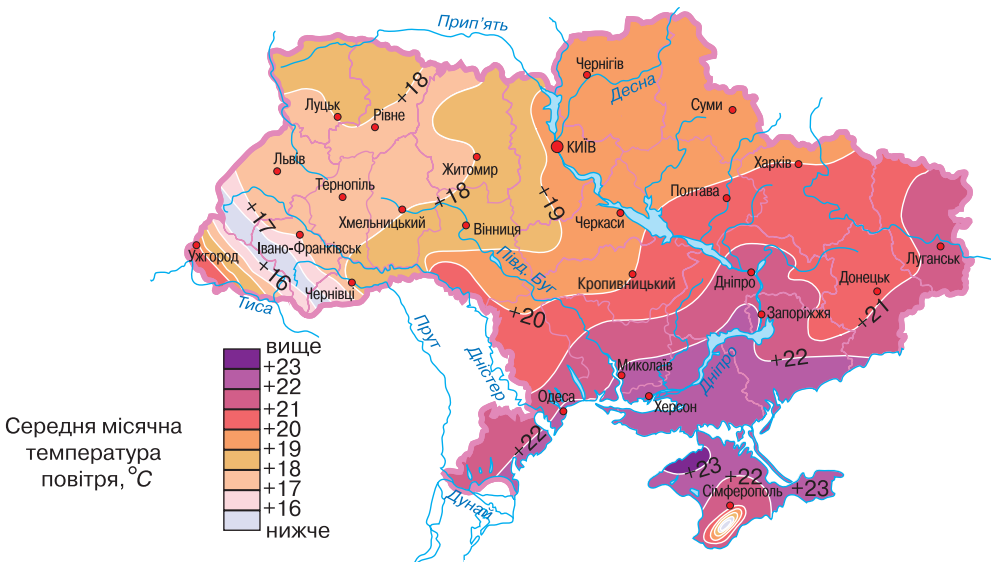 Прип’ять
Чернігів
Десна
+18
Луцьк
Рівне
Суми
КИЇВ
Житомир
Львів
Харків
Тернопіль
+18
+19
Полтава
Хмельницький
Черкаси
+17
Вінниця
Івано-Франківськ
Ужгород
+16
Луганськ
Півд. Буг
Кропивницький
Дніпро
Донецьк
Чернівці
Тиса
+20
Запоріжжя
+21
Прут
Дністер
+22
Миколаїв
Дніпро
Одеса
Херсон
+22
+23
+22
Сімферополь
+23
Дунай
Середня місячна
температура
повітря, °С
вище
+23
+22
+21
+20
+19
+18
+17
+16
нижче